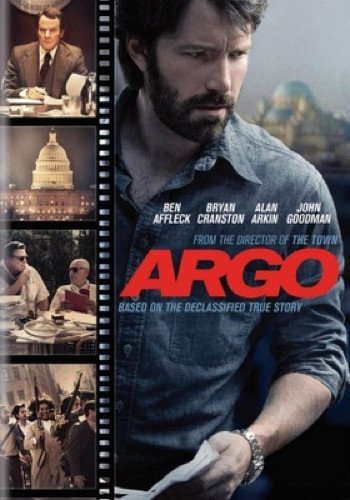 BEN BRYAN ALAN JOHN
AFFLECK CRANSTON ARKIN GOODMAN
FROM THE DIRECTOR OF THE TOWN
ARGO
BASED ON THE DECLASSIFIED TRUE STORY